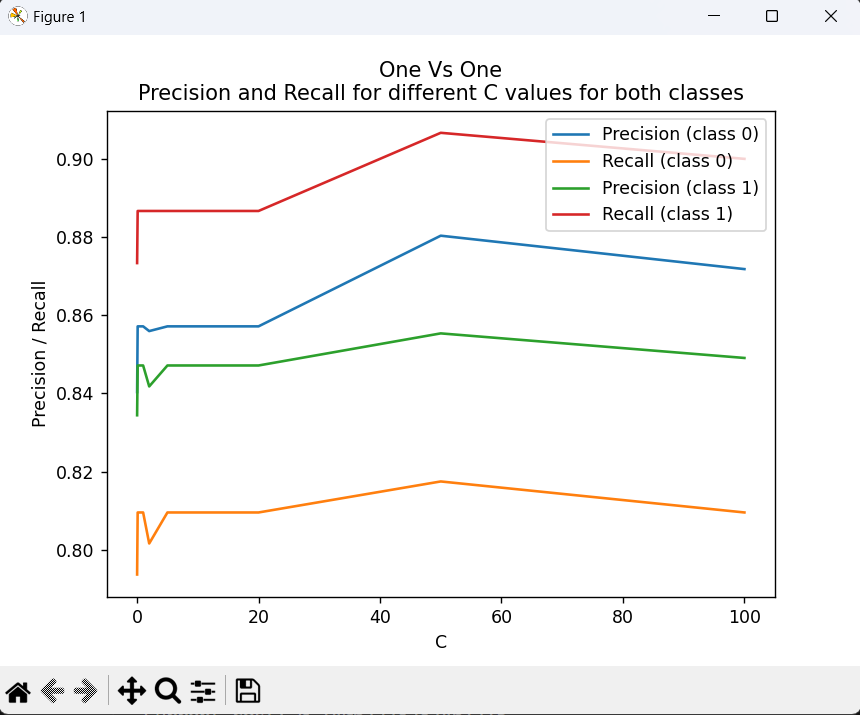 Figure 1
One Vs One
Precision and Recall for different C values for both classes
Precision (class 0)
Recall (class 0)
Precision (class 1)
Recall (class 1)
Precision / Recall
0.90
0.88
0.86
0.84
0.82
0.80
0 20 40 60 80 100
C